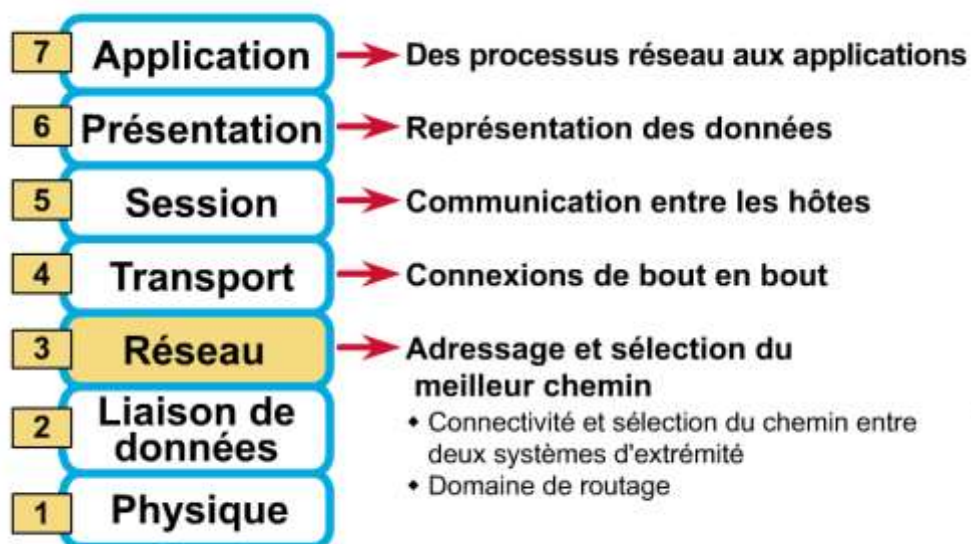 7 Application Des processus réseau aux applications
6 Présentation Représentation des données
5 Session Communication entre les hôtes
4 Transport Connexions de bout en bout
3 Réseau Adressage et sélection du
meilleur chemin
2 Liaison de
données
• Connectivité et sélection du chemin entre
deux systèmes d'extrémité
• Domaine de routage
1 Physique